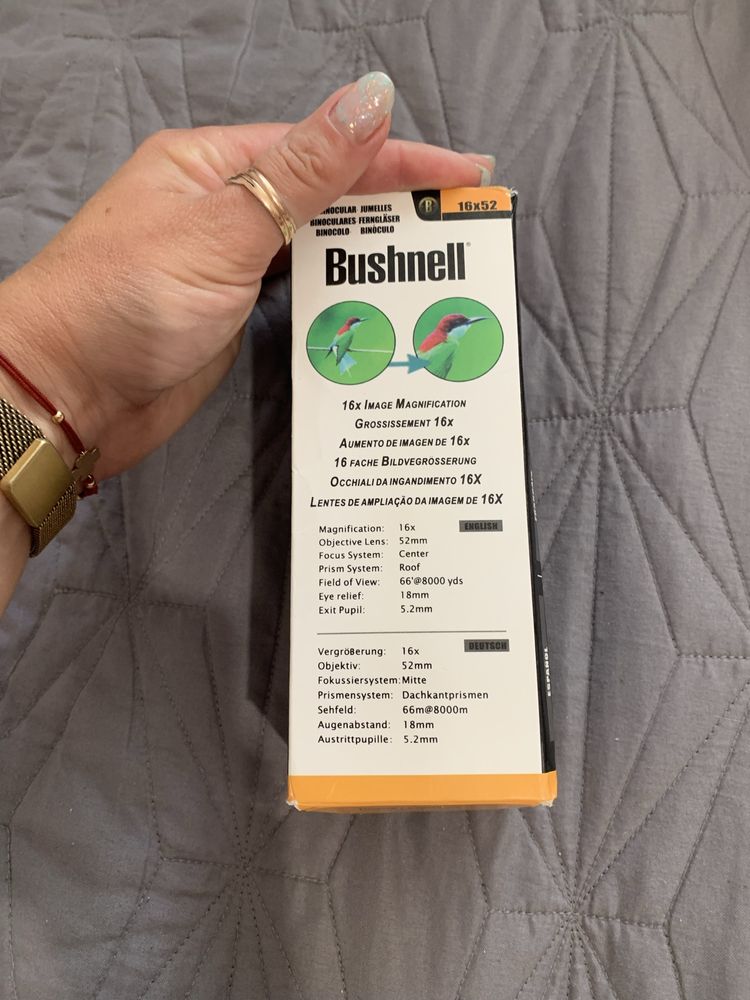 BINOCULAR JUMELLES
BINOCULARES FERNGLÄSER
BINOCOLO BINÓCULO
B
16x52
Bushnell®
16x IMAGE MAGNIFICATION
GROSSISSEMENT 16x
AUMENTO DE IMAGEN DE 16x
16 FACHE BILDVEGRÖSSERUNG
OCCHIALI DA INGANDIMENTO 16X
LENTES DE AMPLIAÇÃO DA IMAGEM DE 16X
ENGLISH
Magnification: 16x
Objective Lens: 52mm
Focus System: Center
Prism System: Roof
Field of View: 66'@8000 yds
Eye relief: 18mm
Exit Pupil: 5.2mm
DEUTSCH
Vergrößerung: 16x
Objektiv: 52mm
Fokussiersystem: Mitte
Prismensystem: Dachkantprismen
Sehfeld: 66m@8000m
Augenabstand: 18mm
Austrittpupille: 5.2mm
ESPAÑOL